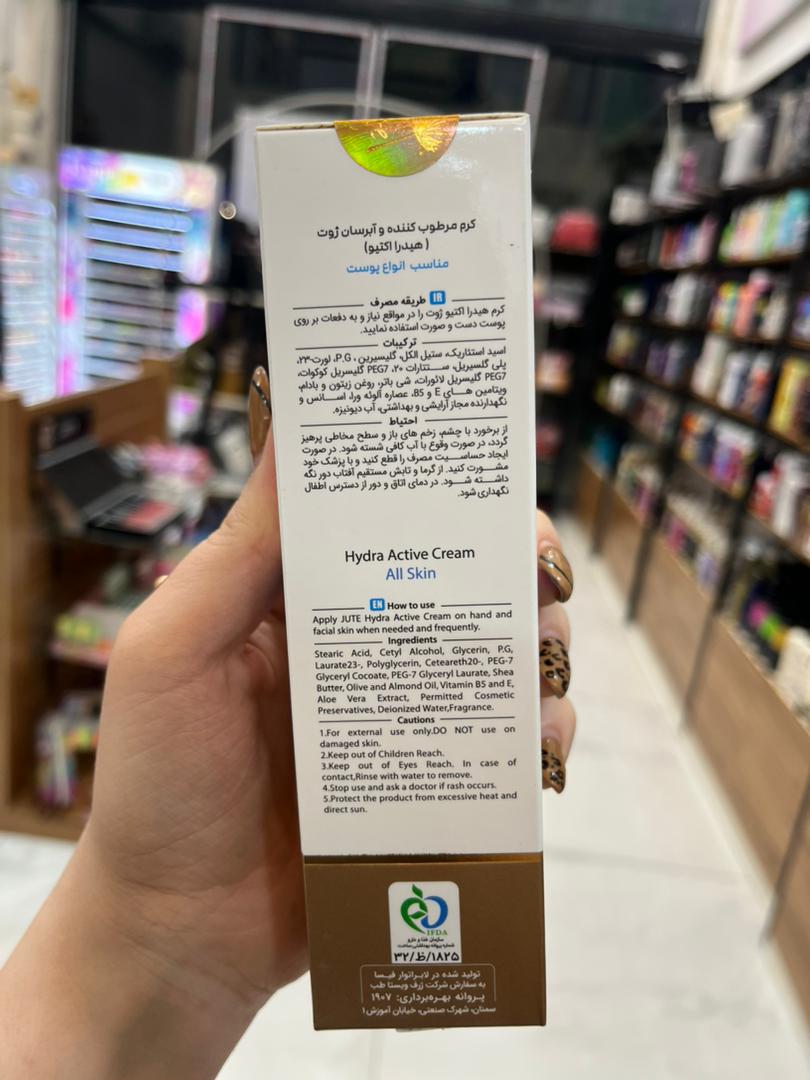 کرم مرطوب کننده و آبرسان ژوت
( هیدرا اکتیو)
مناسب انواع پوست
IR طریقه مصرف
کرم هیدرا اکتیو ژوت را در مواقع نیاز و به دفعات بر روی
پوست دست و صورت استفاده نمایید.
ترکیبات
اسید استئاریک، ستیل الکل، گلیسیرین ، P.G، لورت-۲۳،
پلی گلسیریل، ستئارات ۲۰، PEG7 گلیسریل کوکوات،
PEG7 گلیسریل لائورات، شی باتر، روغن زیتون و بادام،
ویتامین های E و B5، عصاره آلوئه ورا، اسانس و
نگهدارنده مجاز آرایشی و بهداشتی، آب دیونیزه.
احتیاط
از برخورد با چشم، زخم های باز و سطح مخاطی پرهیز
گردد، در صورت وقوع با آب کافی شسته شود. در صورت
ایجاد حساسیت مصرف را قطع کنید و با پزشک خود
مشورت کنید. از گرما و تابش مستقیم آفتاب دور نگه
داشته شود. در دمای اتاق و دور از دسترس اطفال
نگهداری شود.
Hydra Active Cream
All Skin
EN How to use
Apply JUTE Hydra Active Cream on hand and
facial skin when needed and frequently.
Ingredients
Stearic Acid, Cetyl Alcohol, Glycerin, P.G,
Laurate23-, Polyglycerin, Ceteareth20-, PEG-7
Glyceryl Cocoate, PEG-7 Glyceryl Laurate, Shea
Butter, Olive and Almond Oil, Vitamin B5 and E,
Aloe Vera Extract, Permitted Cosmetic
Preservatives, Deionized Water,Fragrance.
Cautions
1.For external use only.DO NOT use on
damaged skin.
2.Keep out of Children Reach.
3.Keep out of Eyes Reach. In case of
contact,Rinse with water to remove.
4.Stop use and ask a doctor if rash occurs.
5.Protect the product from excessive heat and
direct sun.
IFDA
سازمان غذا و دارو
شماره پروانه بهداشتی ساخت
۳۲/ظ/۱۸۲۵
تولید شده در لابراتوار فیسا
به سفارش شرکت ژرف ویستا طب
پروانه بهره‌برداری: ۱۹۰۷
سمنان، شهرک صنعتی، خیابان آموزش۱